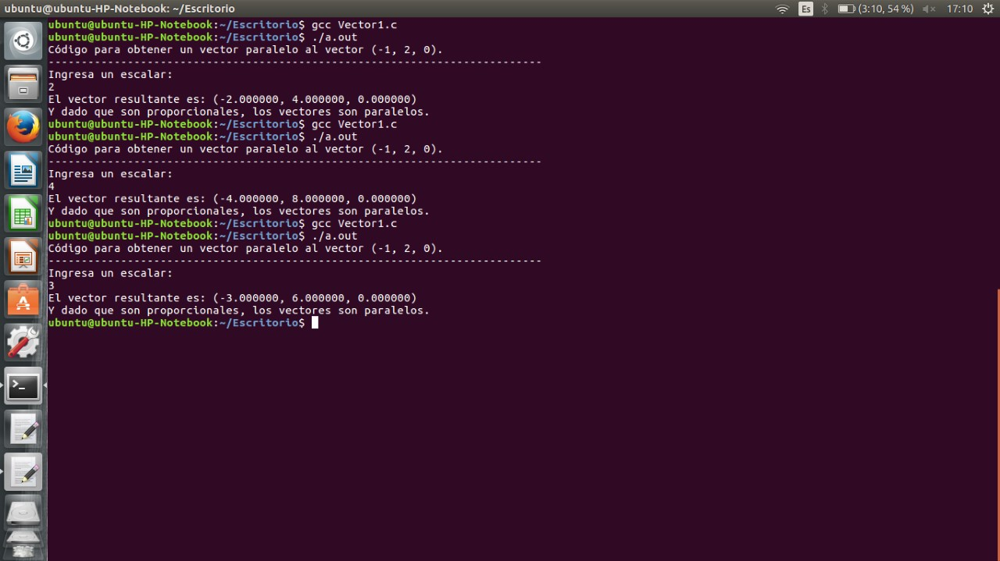 ubuntu@ubuntu-HP-Notebook: ~/Escritorio
Es
(3:10, 54 %)
17:10
ubuntu@ubuntu-HP-Notebook:~/Escritorio$ gcc Vector1.c
ubuntu@ubuntu-HP-Notebook:~/Escritorio$ ./a.out
Código para obtener un vector paralelo al vector (-1, 2, 0).
---------------------------------------------------------------------------
Ingresa un escalar:
2
El vector resultante es: (-2.000000, 4.000000, 0.000000)
Y dado que son proporcionales, los vectores son paralelos.
ubuntu@ubuntu-HP-Notebook:~/Escritorio$ gcc Vector1.c
ubuntu@ubuntu-HP-Notebook:~/Escritorio$ ./a.out
Código para obtener un vector paralelo al vector (-1, 2, 0).
---------------------------------------------------------------------------
Ingresa un escalar:
4
El vector resultante es: (-4.000000, 8.000000, 0.000000)
Y dado que son proporcionales, los vectores son paralelos.
ubuntu@ubuntu-HP-Notebook:~/Escritorio$ gcc Vector1.c
ubuntu@ubuntu-HP-Notebook:~/Escritorio$ ./a.out
Código para obtener un vector paralelo al vector (-1, 2, 0).
---------------------------------------------------------------------------
Ingresa un escalar:
3
El vector resultante es: (-3.000000, 6.000000, 0.000000)
Y dado que son proporcionales, los vectores son paralelos.
ubuntu@ubuntu-HP-Notebook:~/Escritorio$